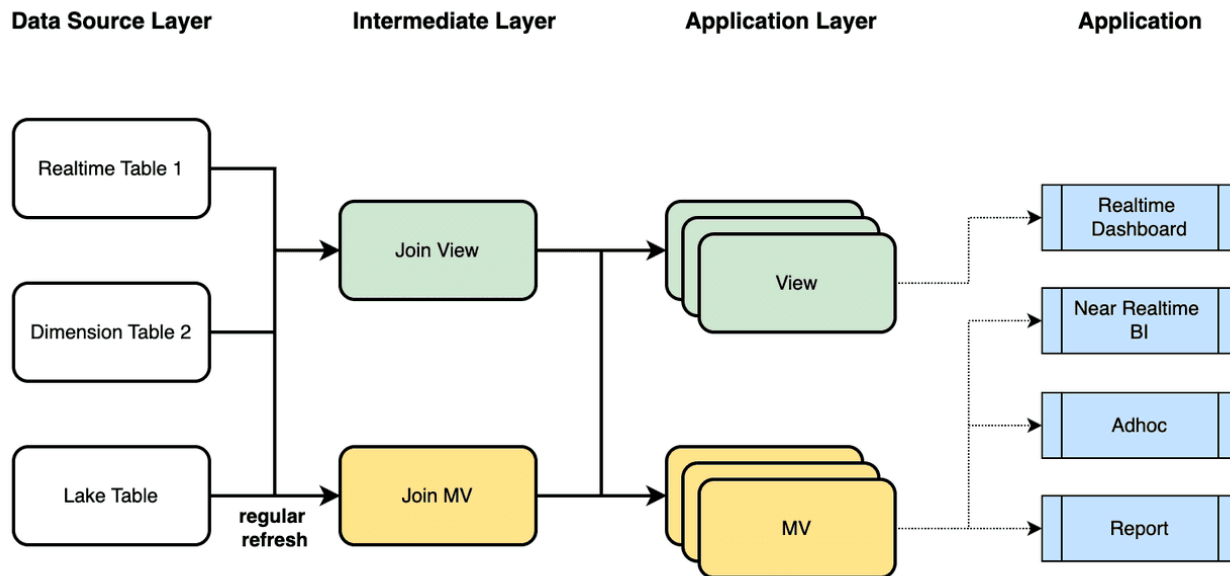 Data Source Layer
Intermediate Layer
Application Layer
Application
Realtime Table 1
Dimension Table 2
Lake Table
regular
refresh
Join View
Join MV
View
MV
Realtime
Dashboard
Near Realtime
BI
Adhoc
Report